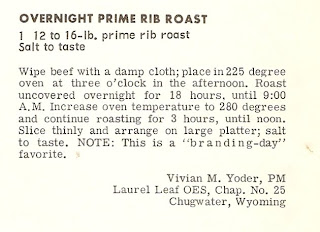 OVERNIGHT PRIME RIB ROAST
1 12 to 16-lb. prime rib roast
Salt to taste
Wipe beef with a damp cloth; place in 225 degree
oven at three o'clock in the afternoon. Roast
uncovered overnight for 18 hours, until 9:00
A.M. Increase oven temperature to 280 degrees
and continue roasting for 3 hours, until noon.
Slice thinly and arrange on large platter; salt
to taste. NOTE: This is a "branding-day"
favorite.
Vivian M. Yoder, PM
Laurel Leaf OES, Chap. No. 25
Chugwater, Wyoming